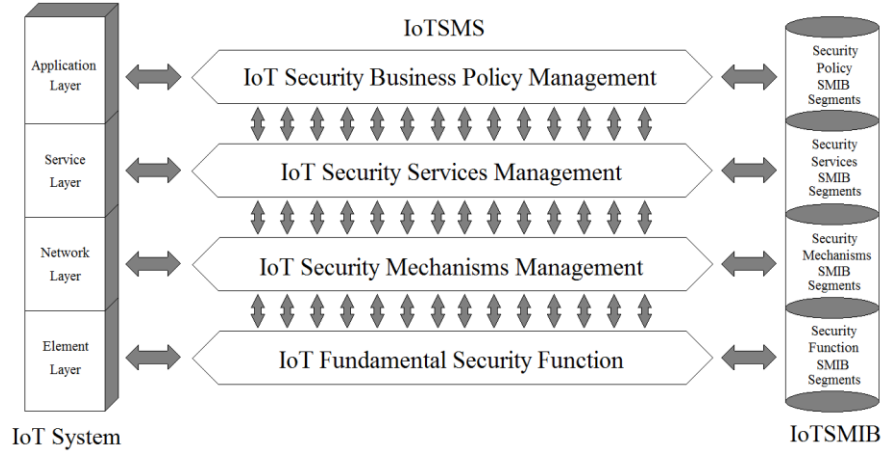 IoTSMS
Application
Layer
IoT Security Business Policy Management
Security
Policy
SMIB
Segments
Service
Layer
IoT Security Services Management
Security
Services
SMIB
Segments
Network
Layer
IoT Security Mechanisms Management
Security
Mechanisms
SMIB
Segments
Element
Layer
IoT Fundamental Security Function
Security
Function
SMIB
Segments
IoT System
IoTSMIB